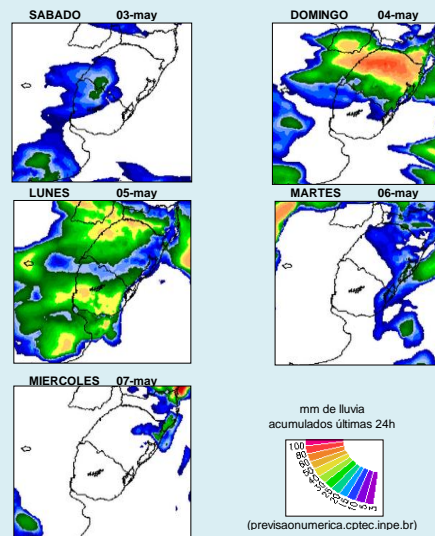 SABADO 03-may
DOMINGO 04-may
LUNES 05-may
MARTES 06-may
MIERCOLES 07-may
mm de lluvia
acumulados últimas 24h
100
80
(previsaonumerica.cptec.inpe.br)